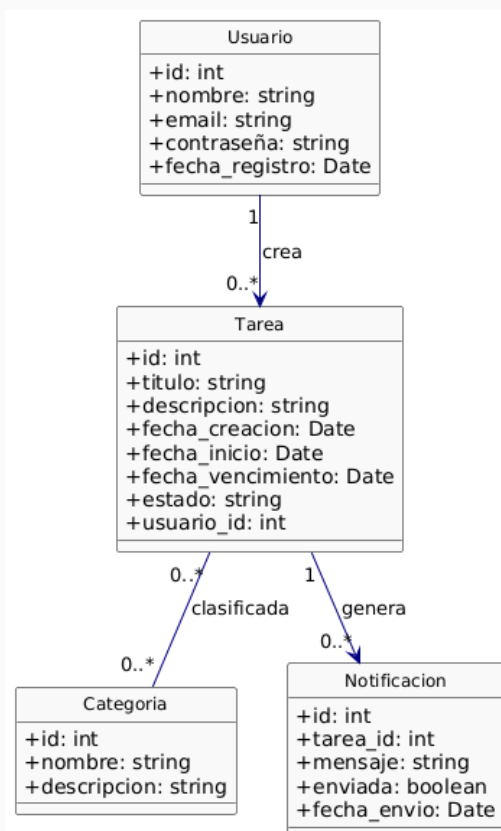 Usuario
+id: int
+nombre: string
+email: string
+contraseña: string
+fecha_registro: Date
1
crea
0..*
Tarea
+id: int
+titulo: string
+descripcion: string
+fecha_creacion: Date
+fecha_inicio: Date
+fecha_vencimiento: Date
+estado: string
+usuario_id: int
0..*
1
clasificada
genera
0..*
0..*
Categoria
+id: int
+nombre: string
+descripcion: string
Notificacion
+id: int
+tarea_id: int
+mensaje: string
+enviada: boolean
+fecha_envio: Date